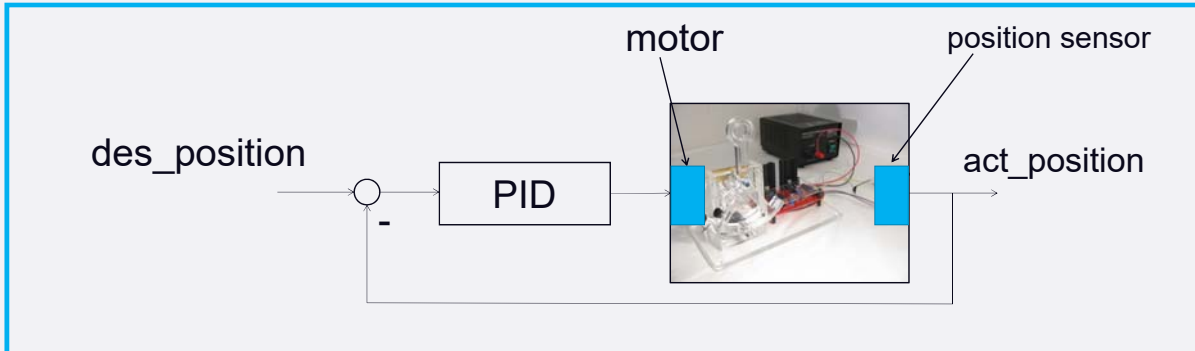 motor
position sensor
des_position
act_position
PID
-